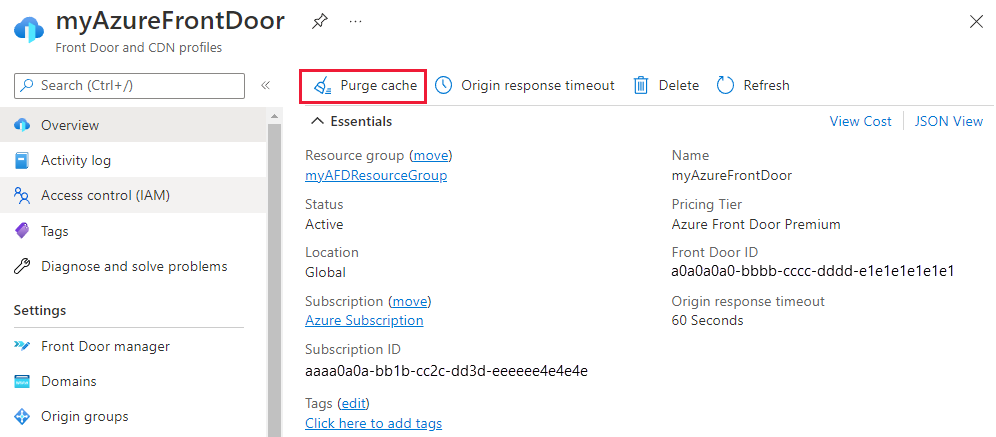 myAzureFrontDoor
Front Door and CDN profiles
Search (Ctrl+/)
Overview
Activity log
Access control (IAM)
Tags
Diagnose and solve problems
Settings
Front Door manager
Domains
Origin groups
Purge cache Origin response timeout Delete Refresh
Essentials View Cost JSON View
Resource group (move)
myAFDResourceGroup
Status
Active
Location
Global
Subscription (move)
Azure Subscription
Subscription ID
aaaa0a0a-bb1b-cc2c-dd3d-eeeeee4e4e4e
Tags (edit)
Click here to add tags
Name
myAzureFrontDoor
Pricing Tier
Azure Front Door Premium
Front Door ID
a0a0a0a0-bbbb-cccc-dddd-e1e1e1e1e1e1
Origin response timeout
60 Seconds